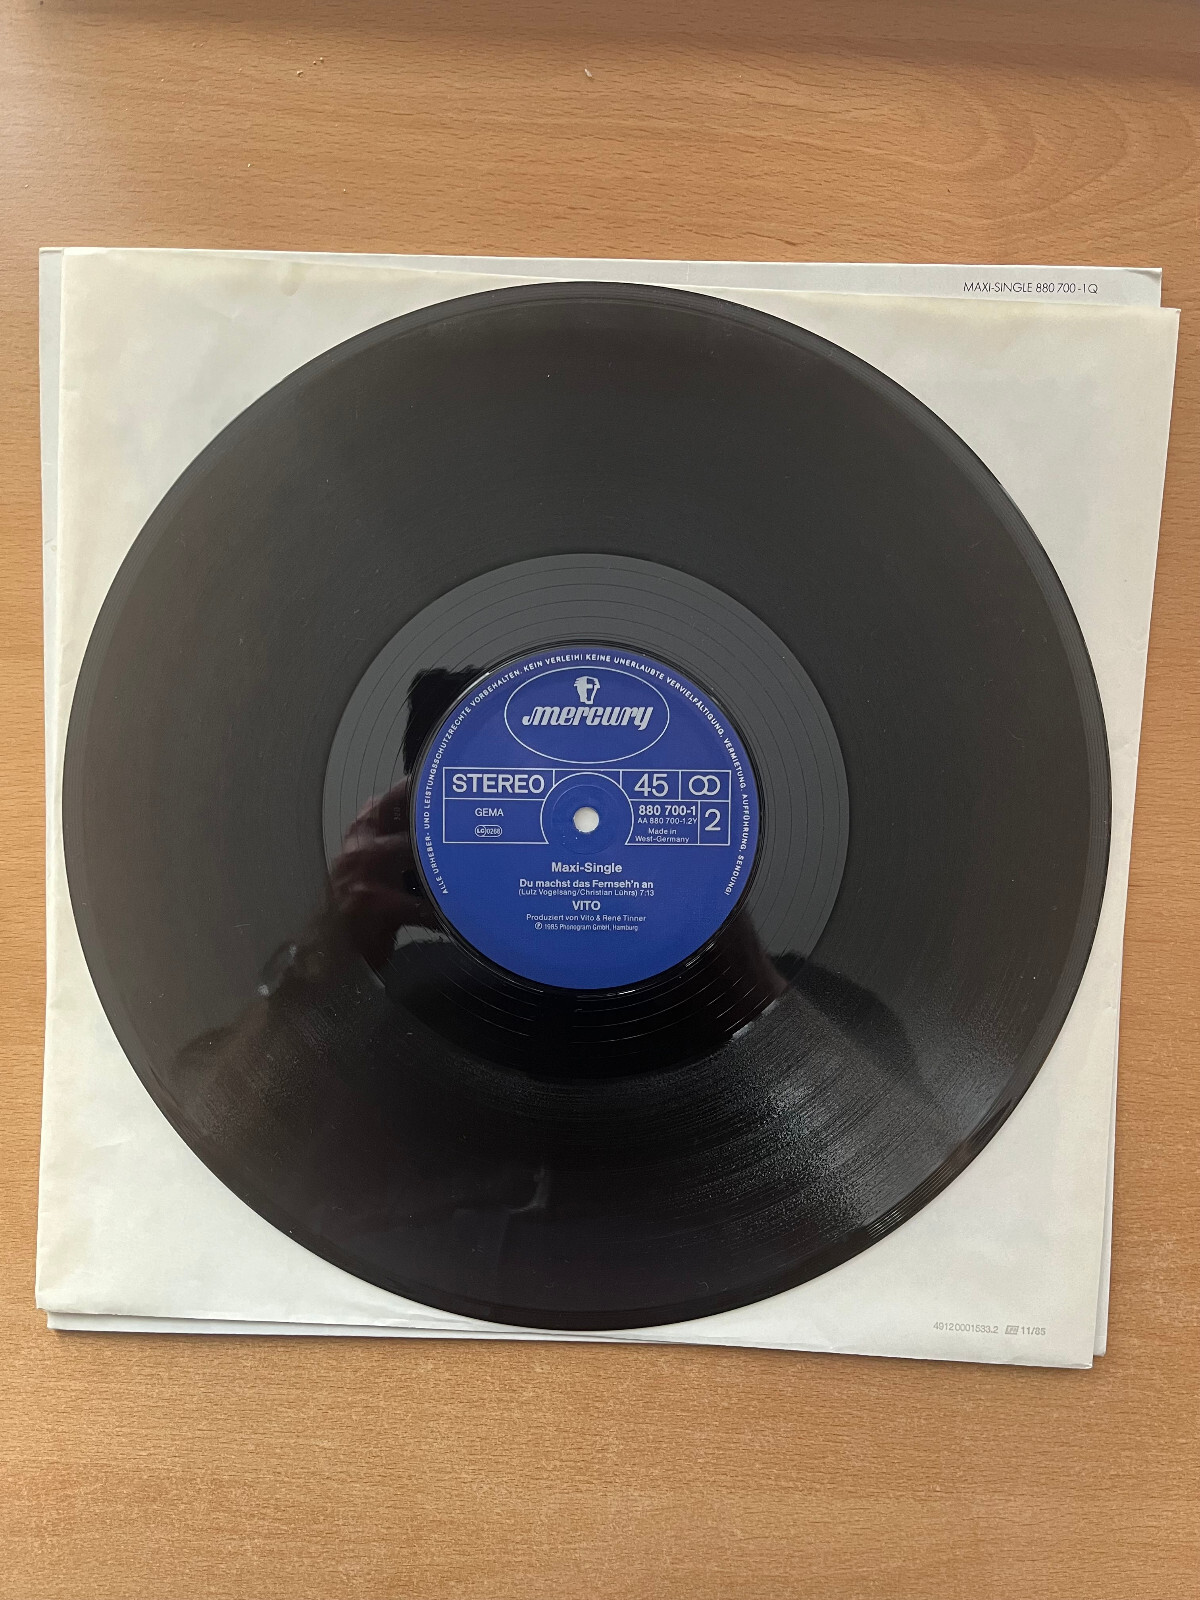 MAXI-SINGLE 880 700-1 Q
ALLE URHEBER- UND LEISTUNGSSCHUTZRECHTE VORBEHALTEN. KEIN VERLEIH! KEINE UNERLAUBTE VERVIELFÄLTIGUNG, VERMIETUNG, AUFFÜHRUNG, SENDUNG!
mercury
STEREO 45
GEMA
LC 0268
880 700-1
AA 880 700-1.2Y
2
Made in
West-Germany
Maxi-Single
Du machst das Fernseh'n an
(Lutz Vogelsang/Christian Lührs) 7:13
VITO
Produziert von Vito & René Tinner
Ⓟ 1985 Phonogram GmbH, Hamburg
4912 0001533.2 11/85